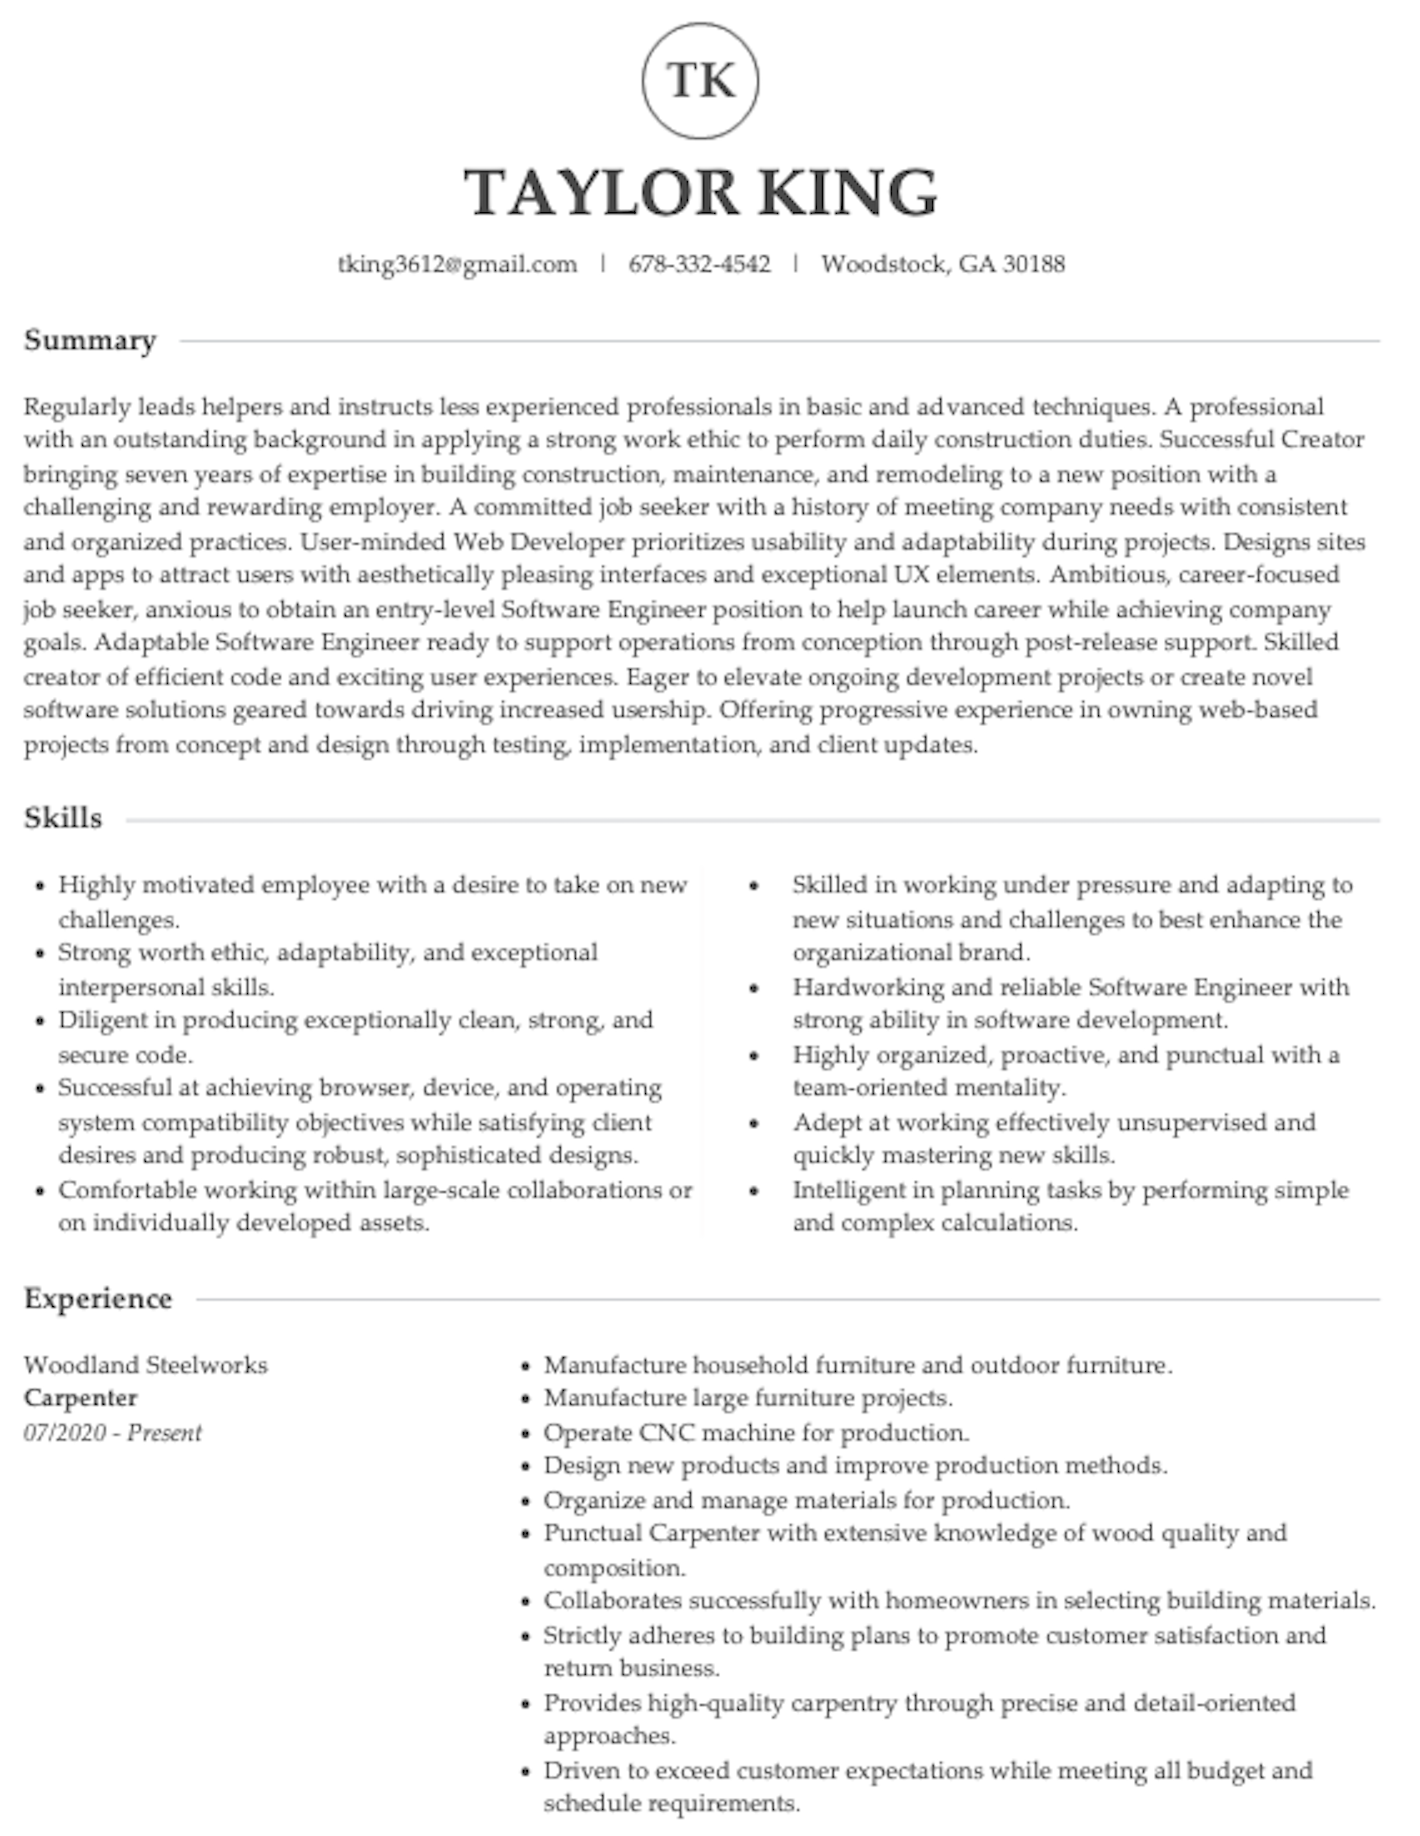 TK
TAYLOR KING
tking3612@gmail.com | 678-332-4542 | Woodstock, GA 30188
Summary
Regularly leads helpers and instructs less experienced professionals in basic and advanced techniques. A professional
with an outstanding background in applying a strong work ethic to perform daily construction duties. Successful Creator
bringing seven years of expertise in building construction, maintenance, and remodeling to a new position with a
challenging and rewarding employer. A committed job seeker with a history of meeting company needs with consistent
and organized practices. User-minded Web Developer prioritizes usability and adaptability during projects. Designs sites
and apps to attract users with aesthetically pleasing interfaces and exceptional UX elements. Ambitious, career-focused
job seeker, anxious to obtain an entry-level Software Engineer position to help launch career while achieving company
goals. Adaptable Software Engineer ready to support operations from conception through post-release support. Skilled
creator of efficient code and exciting user experiences. Eager to elevate ongoing development projects or create novel
software solutions geared towards driving increased usership. Offering progressive experience in owning web-based
projects from concept and design through testing, implementation, and client updates.
Skills
• Highly motivated employee with a desire to take on new
challenges.
• Strong worth ethic, adaptability, and exceptional
interpersonal skills.
• Diligent in producing exceptionally clean, strong, and
secure code.
• Successful at achieving browser, device, and operating
system compatibility objectives while satisfying client
desires and producing robust, sophisticated designs.
• Comfortable working within large-scale collaborations or
on individually developed assets.
• Skilled in working under pressure and adapting to
new situations and challenges to best enhance the
organizational brand.
• Hardworking and reliable Software Engineer with
strong ability in software development.
• Highly organized, proactive, and punctual with a
team-oriented mentality.
• Adept at working effectively unsupervised and
quickly mastering new skills.
• Intelligent in planning tasks by performing simple
and complex calculations.
Experience
Woodland Steelworks
Carpenter
07/2020 - Present
• Manufacture household furniture and outdoor furniture.
• Manufacture large furniture projects.
• Operate CNC machine for production.
• Design new products and improve production methods.
• Organize and manage materials for production.
• Punctual Carpenter with extensive knowledge of wood quality and
composition.
• Collaborates successfully with homeowners in selecting building materials.
• Strictly adheres to building plans to promote customer satisfaction and
return business.
• Provides high-quality carpentry through precise and detail-oriented
approaches.
• Driven to exceed customer expectations while meeting all budget and
schedule requirements.